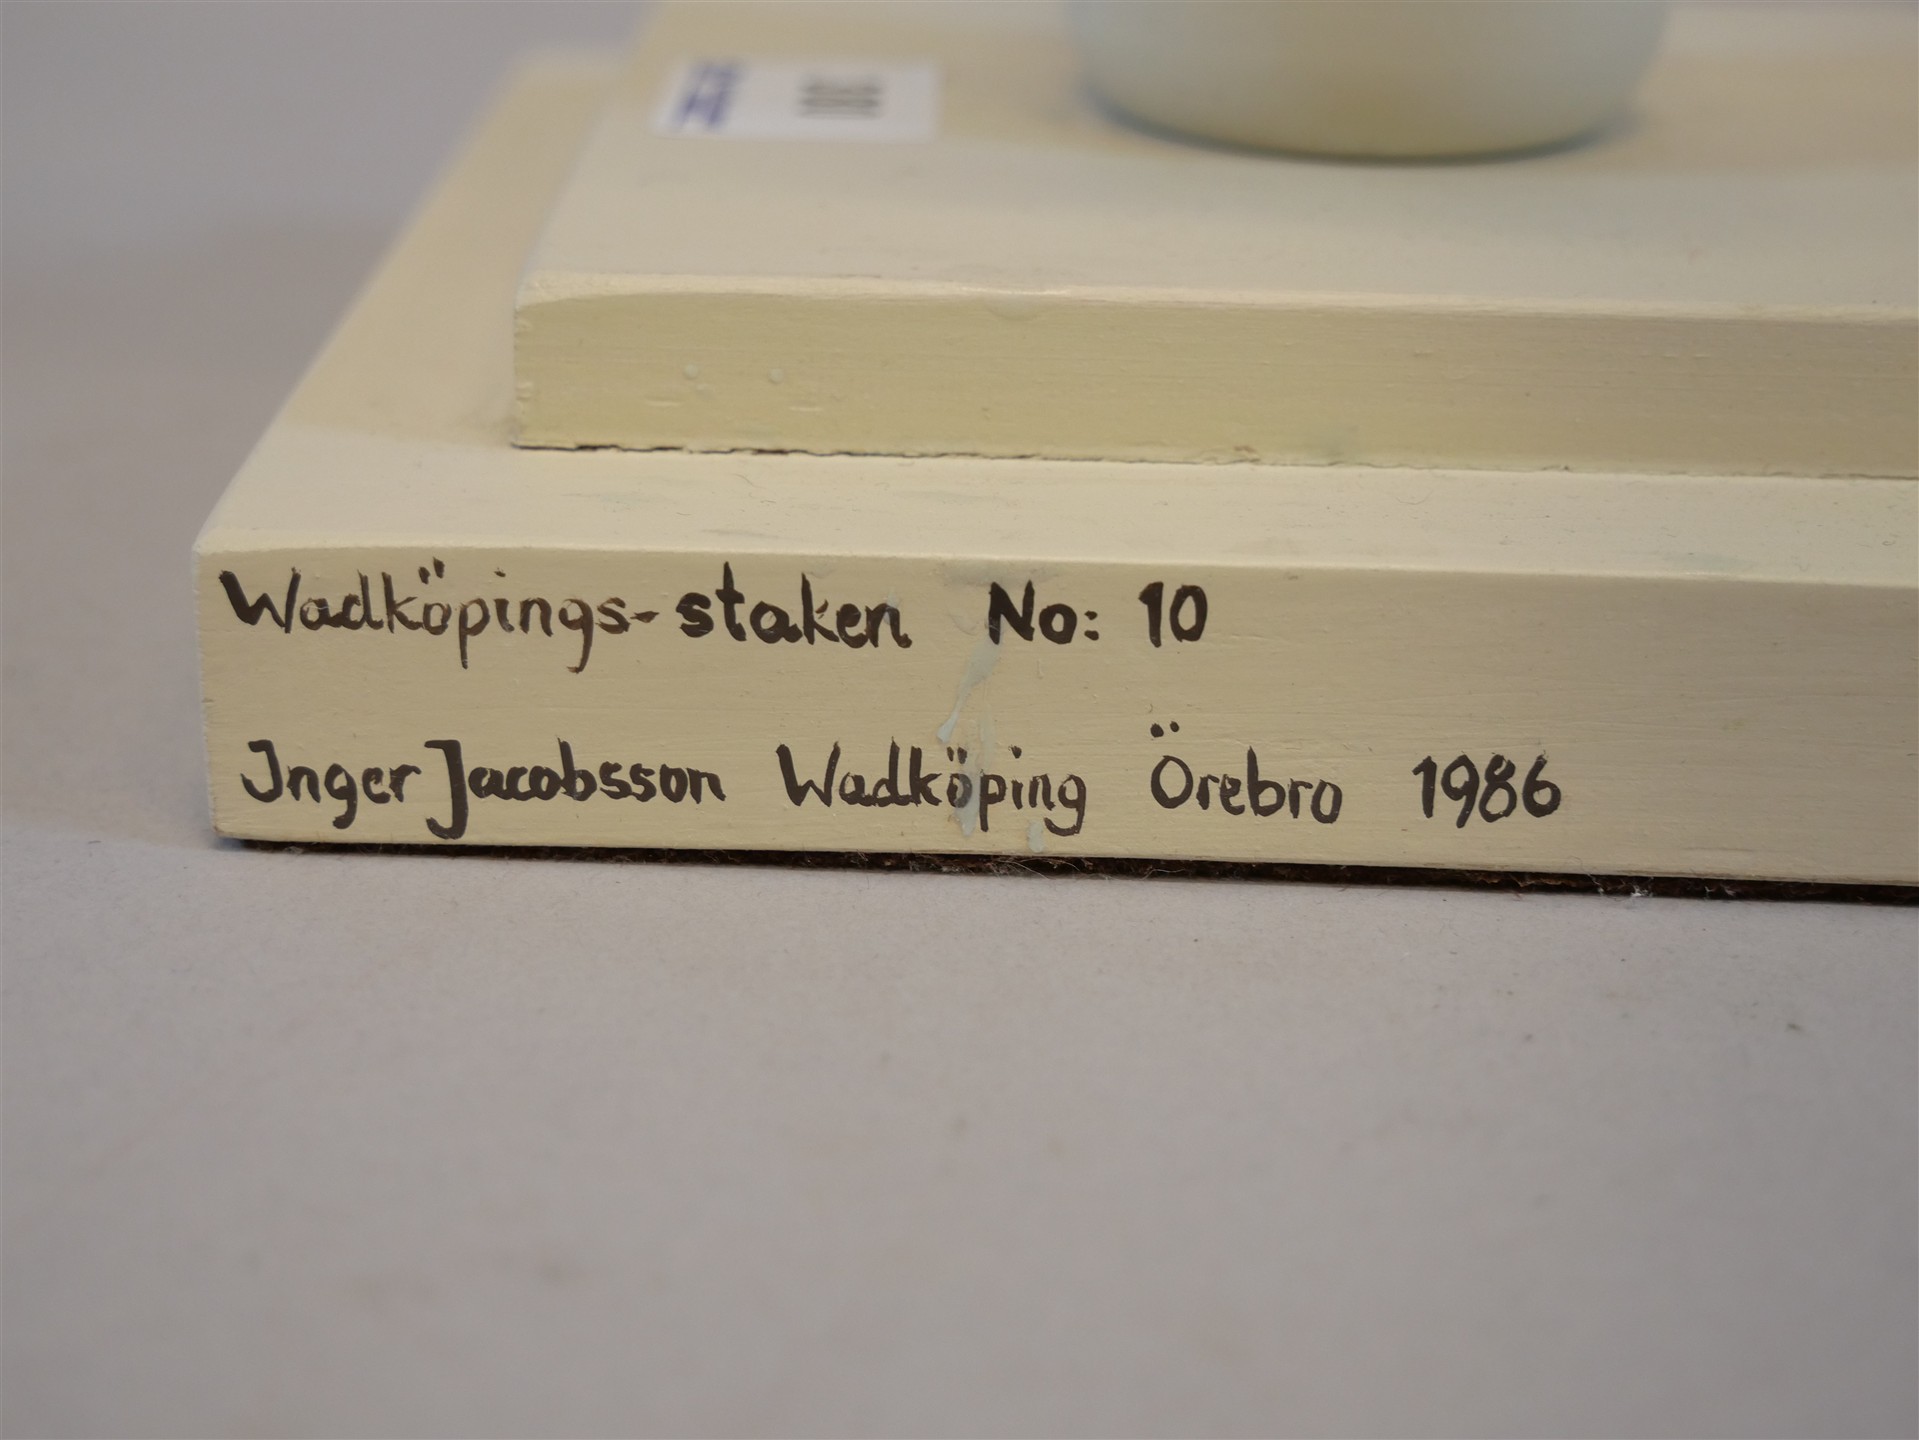 Wadköpings-staken No: 10
Inger Jacobsson Wadköping Örebro 1986